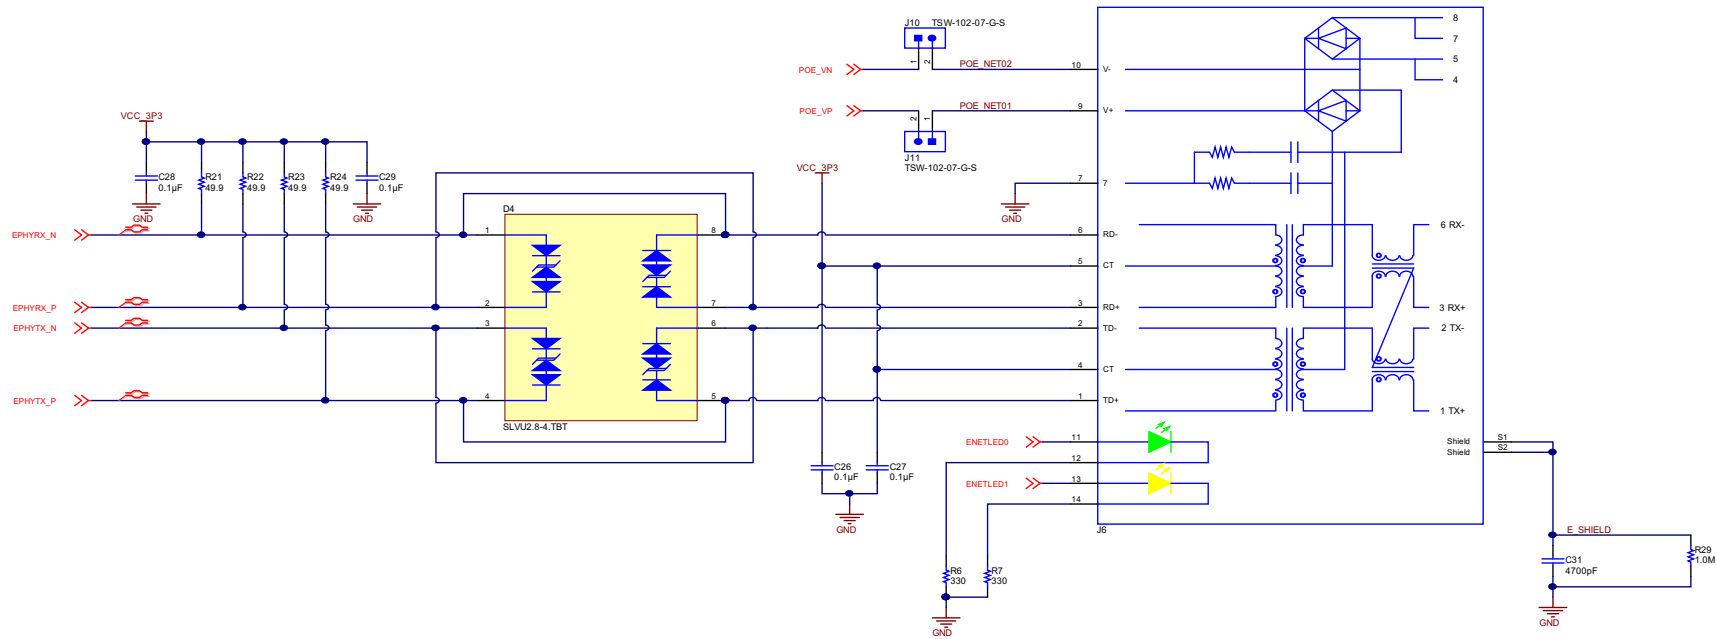 J10 TSW-102-07-G-S
1
2
POE_VN
POE_NET02
10
V-
POE_VP
POE_NET01
9
V+
2
1
J11
TSW-102-07-G-S
8
7
5
4
VCC_3P3
C28
0.1µF
R21
49.9
R22
49.9
R23
49.9
R24
49.9
C29
0.1µF
GND
GND
VCC_3P3
7
7
GND
D4
EPHYRX_N
1
8
6
RD-
6 RX-
5
CT
EPHYRX_P
2
7
3
RD+
3 RX+
EPHYTX_N
3
6
2
TD-
2 TX-
4
CT
EPHYTX_P
4
5
1
TD+
1 TX+
SLVU2.8-4.TBT
ENETLED0
11
12
ENETLED1
13
14
Shield
S1
Shield
S2
C26
0.1µF
C27
0.1µF
GND
J6
E_SHIELD
R6
330
R7
330
GND
C31
4700pF
R29
1.0M
GND